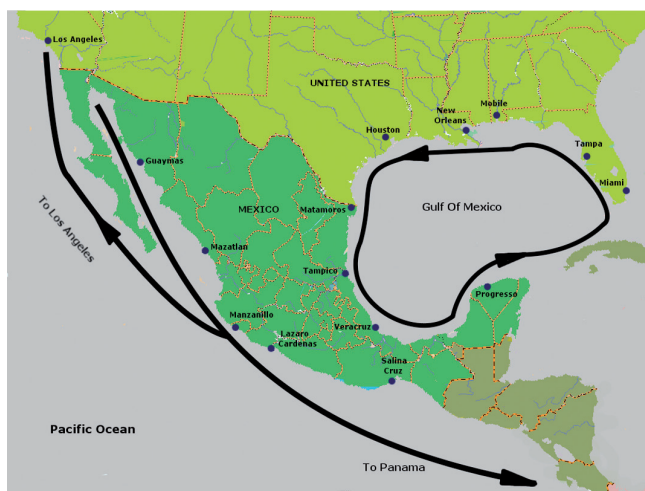 Los Angeles
UNITED STATES
New
Orleans
Mobile
Houston
Tampa
Guaymas
Miami
MEXICO
Matamoros
Gulf Of Mexico
To Los Angeles
Mazatlan
Tampico
Progresso
Manzanillo
Veracruz
Lazaro
Cardenas
Salina
Cruz
Pacific Ocean
To Panama